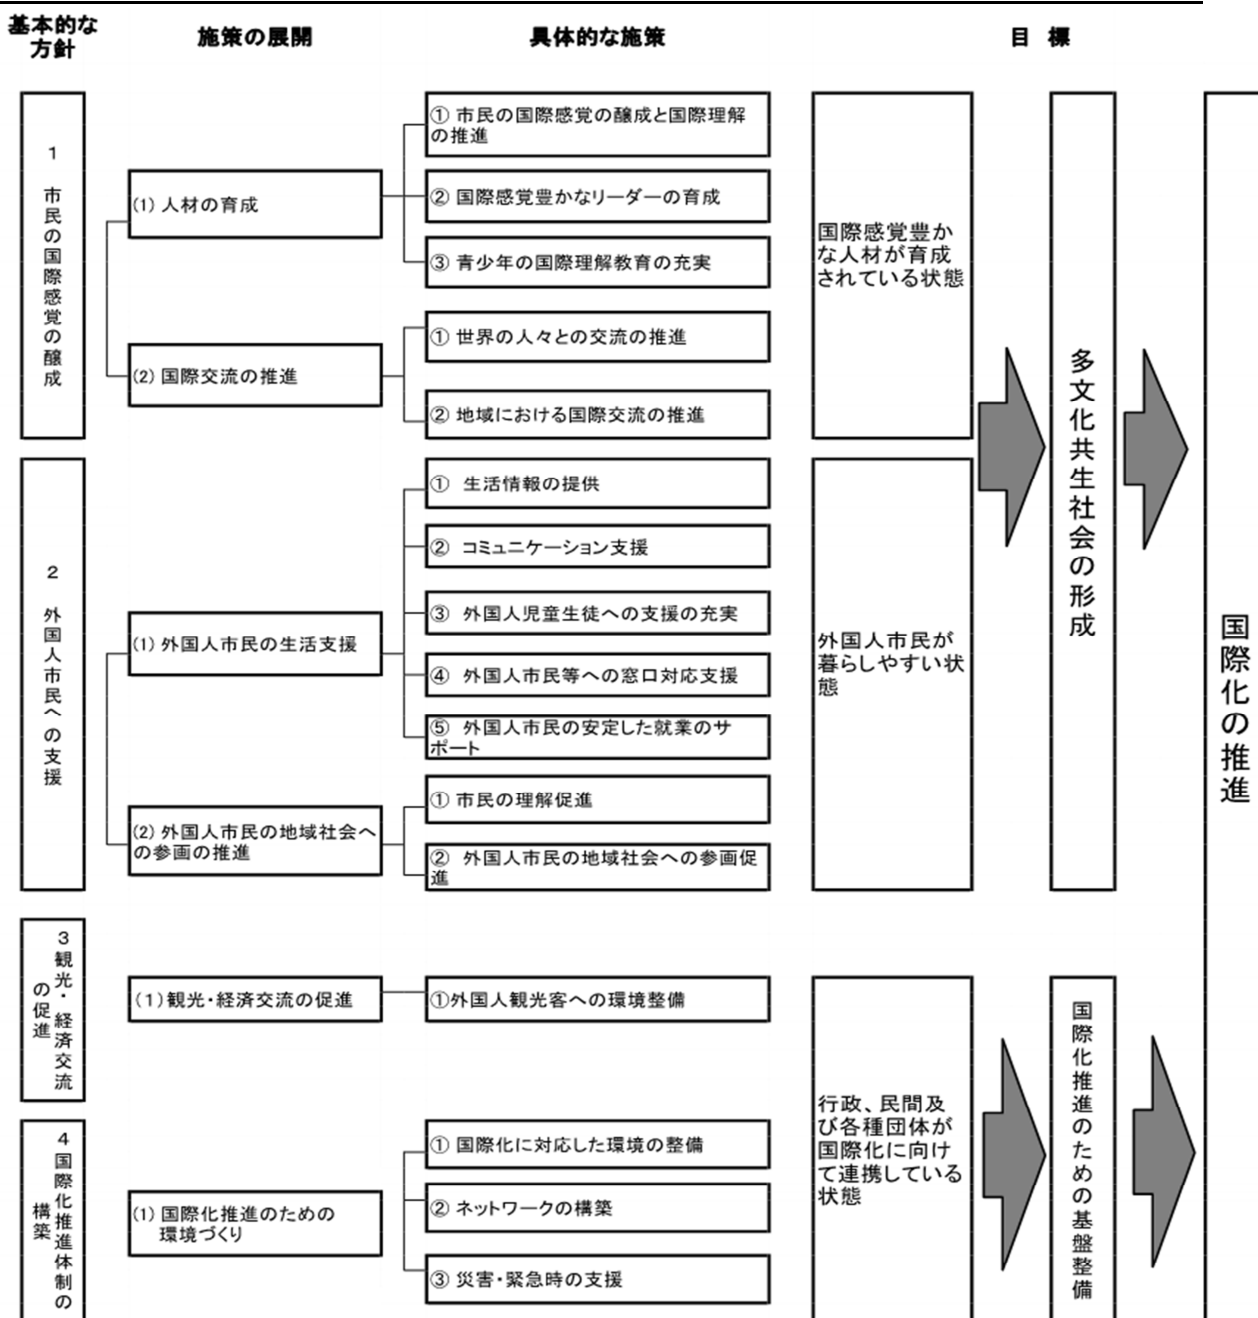 基本的な
方針
施策の展開
具体的な施策
目 標
1 市民の国際感覚の醸成
(1) 人材の育成
① 市民の国際感覚の醸成と国際理解
の推進
② 国際感覚豊かなリーダーの育成
③ 青少年の国際理解教育の充実
(2) 国際交流の推進
① 世界の人々との交流の推進
② 地域における国際交流の推進
国際感覚豊か
な人材が育成
されている状態
2 外国人市民への支援
(1) 外国人市民の生活支援
① 生活情報の提供
② コミュニケーション支援
③ 外国人児童生徒への支援の充実
④ 外国人市民等への窓口対応支援
⑤ 外国人市民の安定した就業のサ
ポート
(2) 外国人市民の地域社会へ
の参画の推進
① 市民の理解促進
② 外国人市民の地域社会への参画促
進
外国人市民が
暮らしやすい状
態
多文化共生社会の形成
3 観光・経済交流
の促進
(1)観光・経済交流の促進
①外国人観光客への環境整備
4 国際化推進体制の
構築
(1) 国際化推進のための
環境づくり
① 国際化に対応した環境の整備
② ネットワークの構築
③ 災害・緊急時の支援
行政、民間及
び各種団体が
国際化に向け
て連携している
状態
国際化推進のための基盤整備
国際化の推進